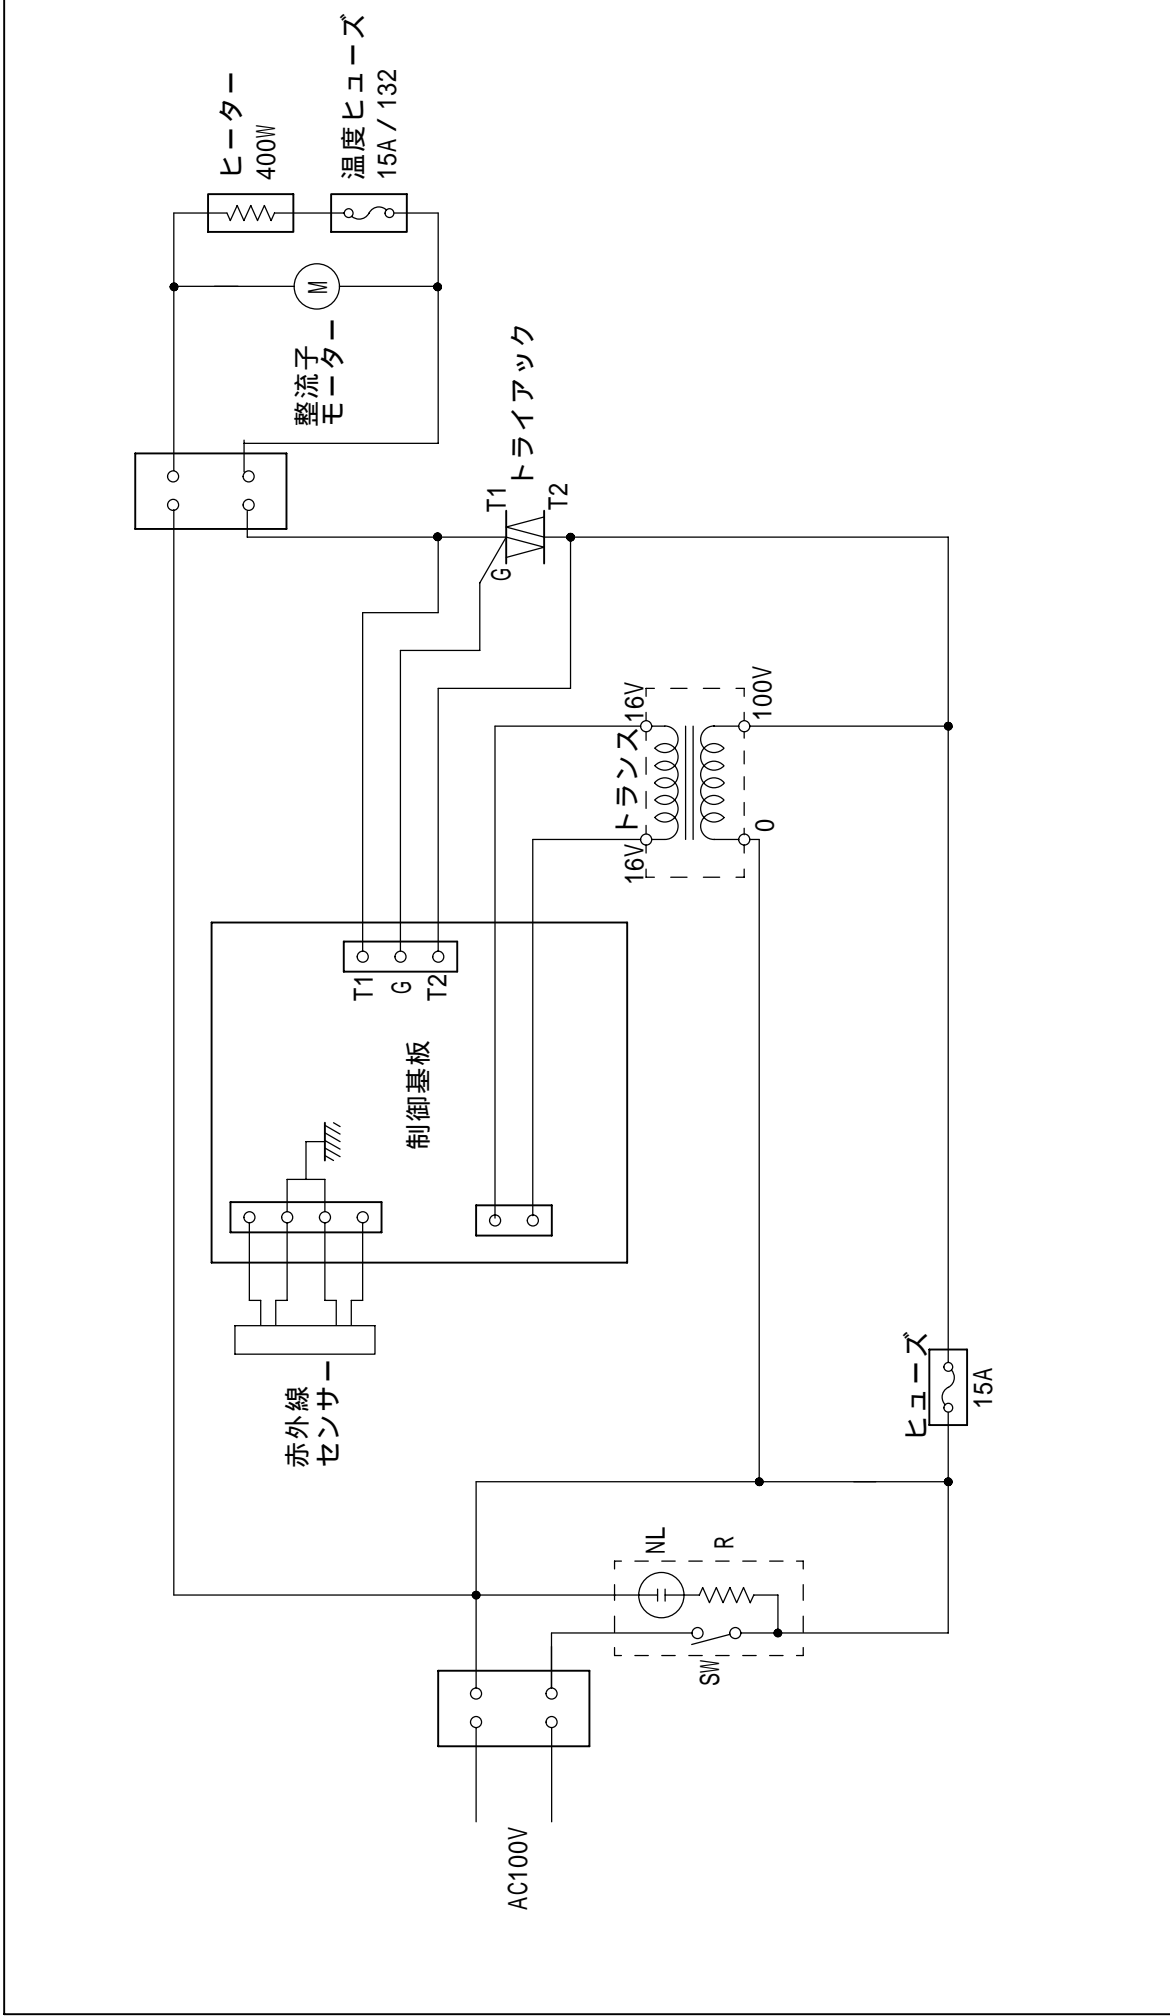 ヒーター
400W
温度ヒューズ
15A/132
M
整流子
モーター
T1
トライアック
T2
G
16V
トランス
16V
100V
0
T1
G
T2
制御基板
赤外線
センサー
ヒューズ
15A
NL
R
SW
AC100V